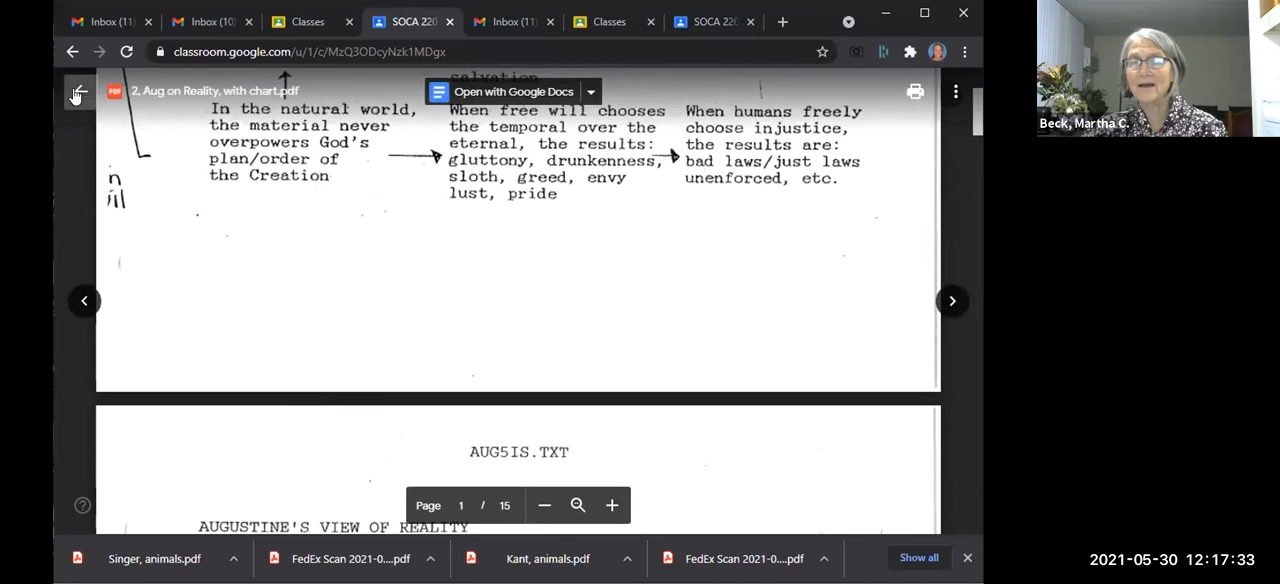 Inbox (11)
Inbox (10)
Classes
SOCA 220
Inbox (11)
Classes
SOCA 220
classroom.google.com/u/1/c/MzQ3ODcyNzk1MDgx
2, Aug on Reality, with chart.pdf
Open with Google Docs
salvation
In the natural world,
the material never
overpowers God's
plan/order of
the Creation
When free will chooses
the temporal over the
eternal, the results:
gluttony, drunkenness,
sloth, greed, envy
lust, pride
When humans freely
choose injustice,
the results are:
bad laws/just laws
unenforced, etc.
AUG5IS.TXT
Page 1 / 15
AUGUSTINE'S VIEW OF REALITY
Singer, animals.pdf
FedEx Scan 2021-0....pdf
Kant, animals.pdf
FedEx Scan 2021-0....pdf
Show all
Beck, Martha C.
2021-05-30 12:17:33